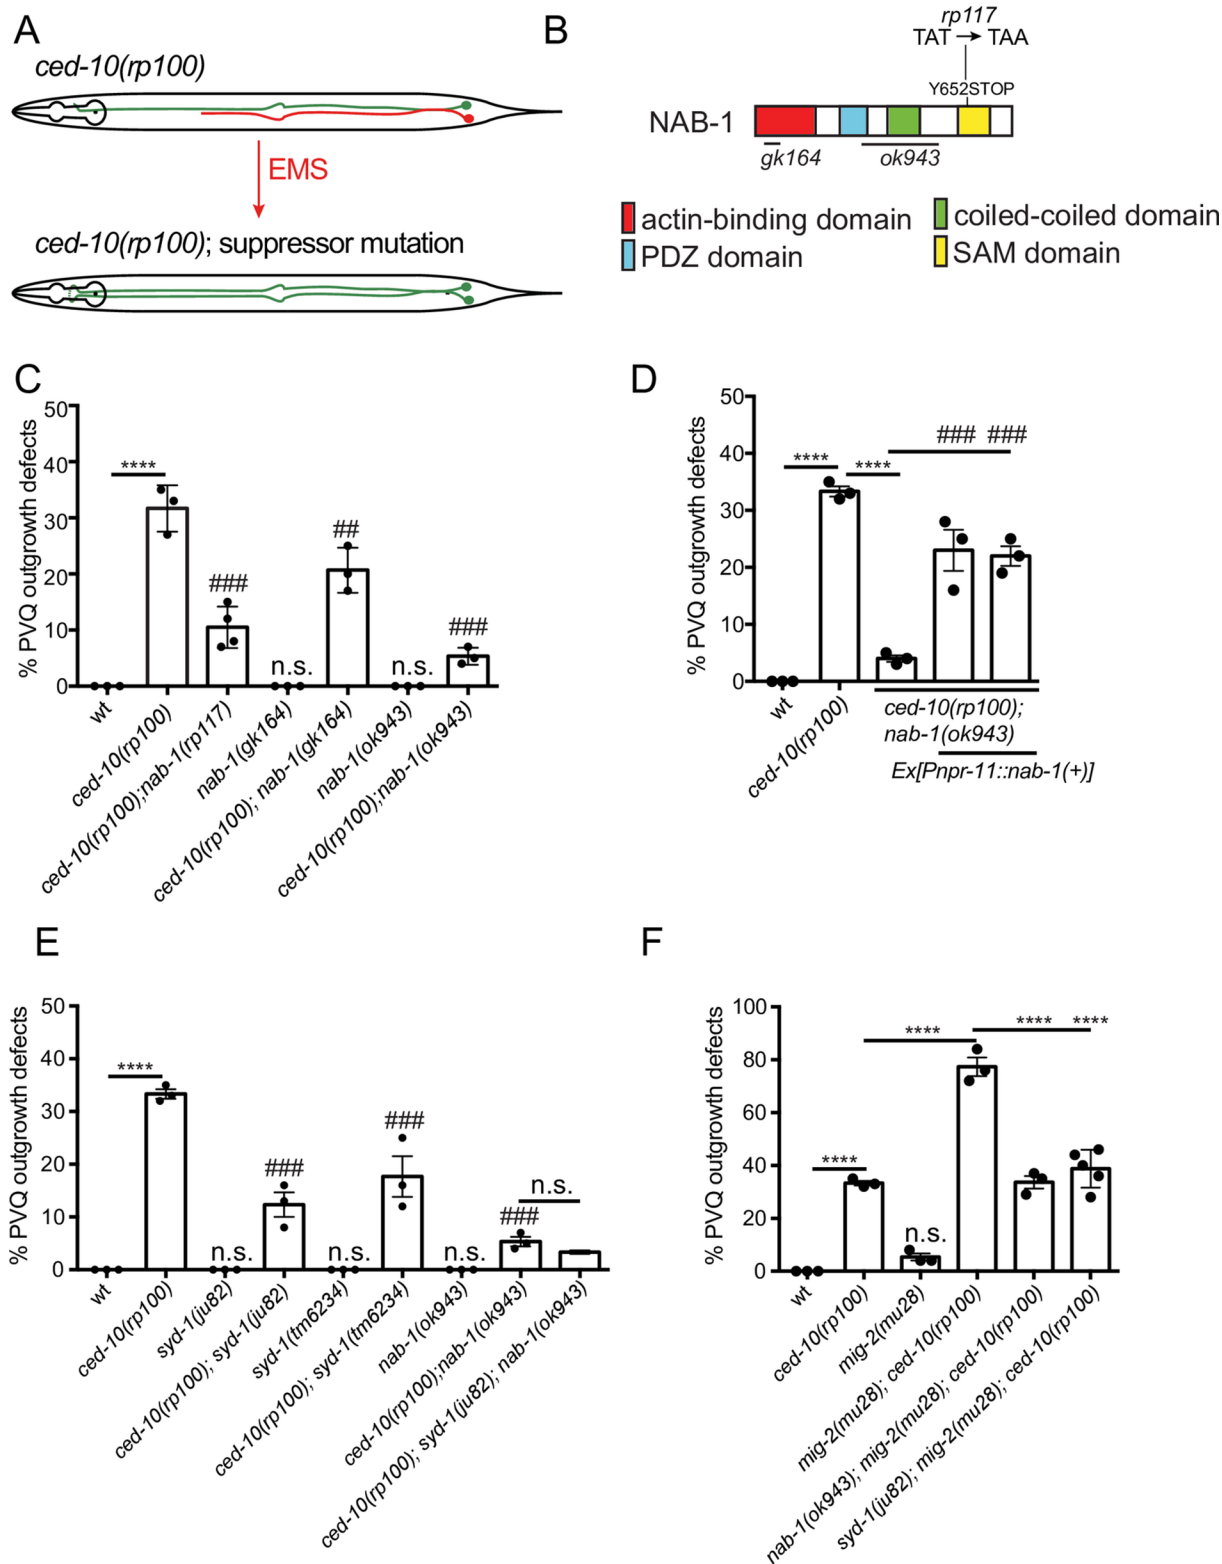 A
ced-10(rp100)
EMS
ced-10(rp100); suppressor mutation
B
rp117
TAT → TAA
Y652STOP
NAB-1
gk164
ok943
actin-binding domain
coiled-coiled domain
PDZ domain
SAM domain
C
% PVQ outgrowth defects
50
40
30
20
10
0
****
###
n.s.
##
n.s.
###
wt
ced-10(rp100)
ced-10(rp100);nab-1(rp117)
nab-1(gk164)
ced-10(rp100); nab-1(gk164)
nab-1(ok943)
ced-10(rp100);nab-1(ok943)
D
% PVQ outgrowth defects
50
40
30
20
10
0
****
****
### ###
wt
ced-10(rp100)
ced-10(rp100);
nab-1(ok943)
Ex[Pnpr-11::nab-1(+)]
E
% PVQ outgrowth defects
50
40
30
20
10
0
****
n.s.
###
n.s.
###
n.s.
###
n.s.
wt
ced-10(rp100)
syd-1(ju82)
ced-10(rp100); syd-1(ju82)
syd-1(tm6234)
ced-10(rp100); syd-1(tm6234)
nab-1(ok943)
ced-10(rp100);nab-1(ok943)
ced-10(rp100); syd-1(ju82); nab-1(ok943)
F
% PVQ outgrowth defects
100
80
60
40
20
0
****
n.s.
****
****
****
wt
ced-10(rp100)
mig-2(mu28)
mig-2(mu28); ced-10(rp100)
nab-1(ok943); mig-2(mu28); ced-10(rp100)
syd-1(ju82); mig-2(mu28); ced-10(rp100)